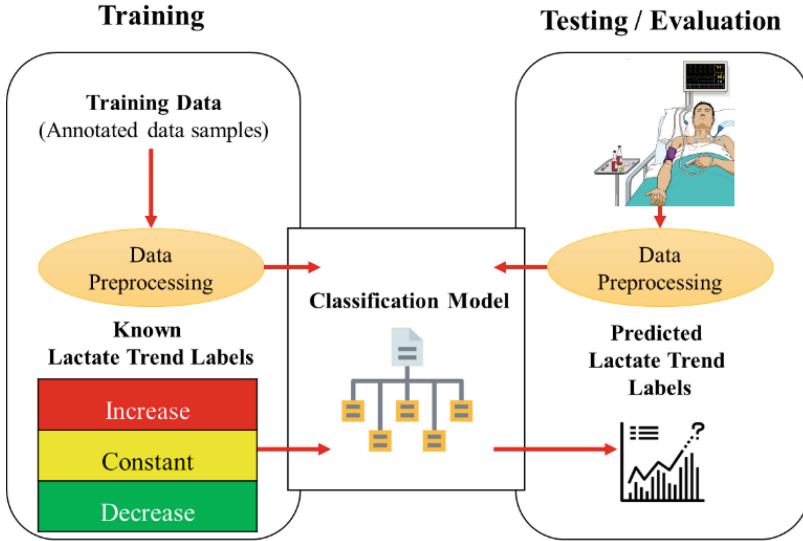 Training
Training Data
(Annotated data samples)
Data
Preprocessing
Known
Lactate Trend Labels
Increase
Constant
Decrease
Classification Model
Testing / Evaluation
Data
Preprocessing
Predicted
Lactate Trend
Labels
?